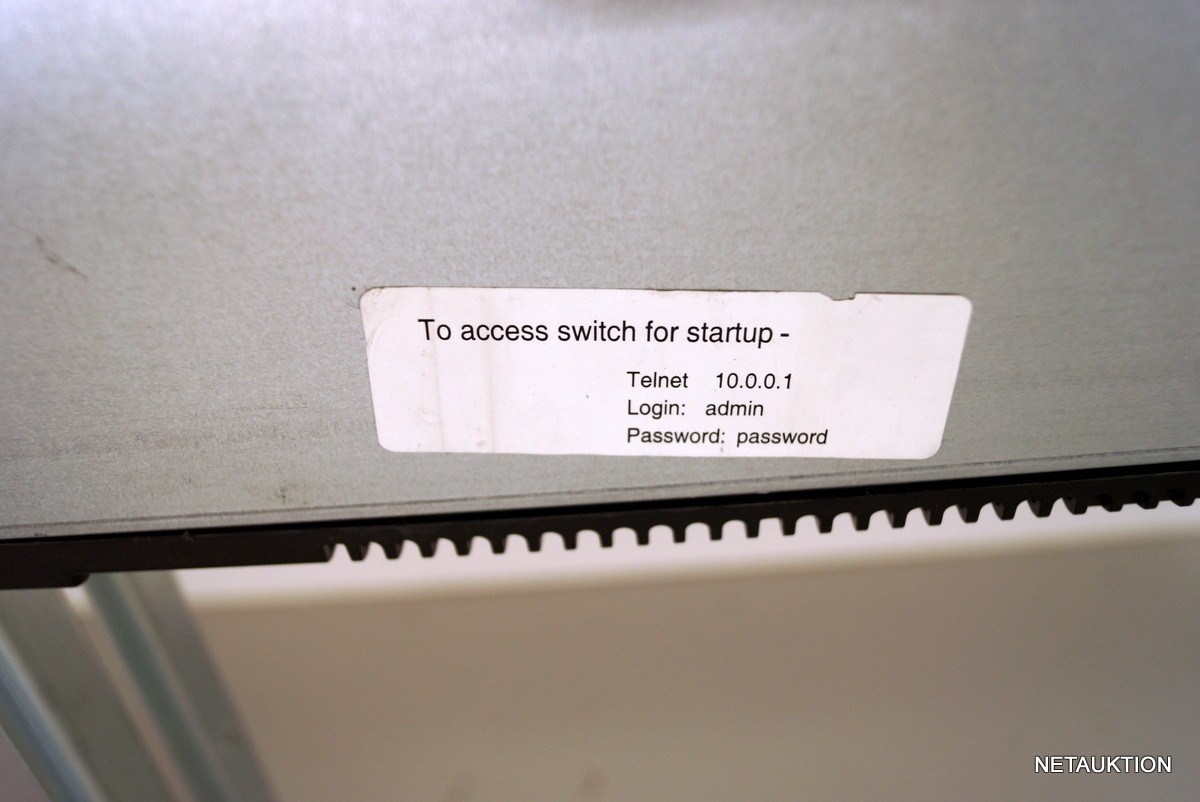 To access switch for startup -
Telnet 10.0.0.1
Login: admin
Password: password
NETAUKTION